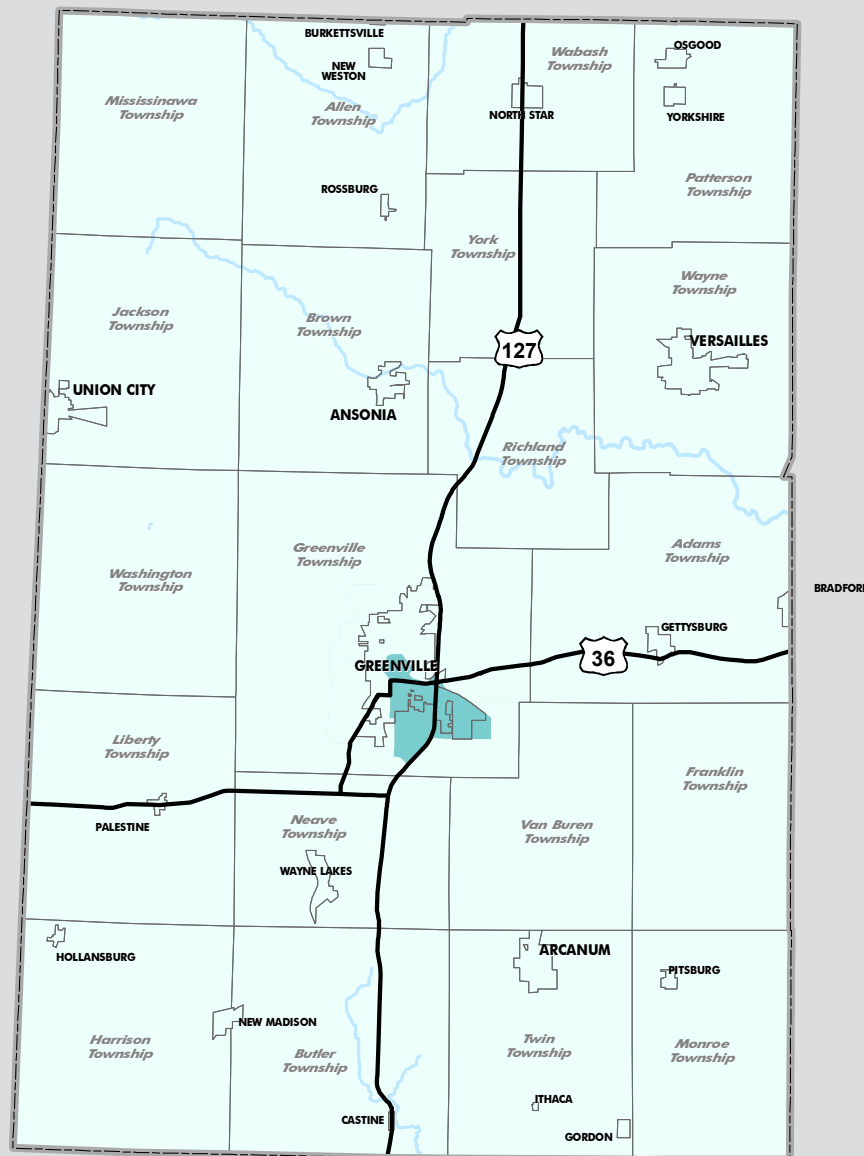 BURKETTSVILLE
Wabash
Township
OSGOOD
NEW
WESTON
Mississinawa
Township
Allen
Township
NORTH STAR
YORKSHIRE
ROSSBURG
Patterson
Township
York
Township
Wayne
Township
Jackson
Township
Brown
Township
127
VERSAILLES
UNION CITY
ANSONIA
Richland
Township
Greenville
Township
Adams
Township
Washington
Township
BRADFOR
GETTYSBURG
36
GREENVILLE
Liberty
Township
Franklin
Township
PALESTINE
Neave
Township
Van Buren
Township
WAYNE LAKES
HOLLANSBURG
ARCANUM
PITSBURG
NEW MADISON
Harrison
Township
Butler
Township
Twin
Township
Monroe
Township
ITHACA
CASTINE
GORDON